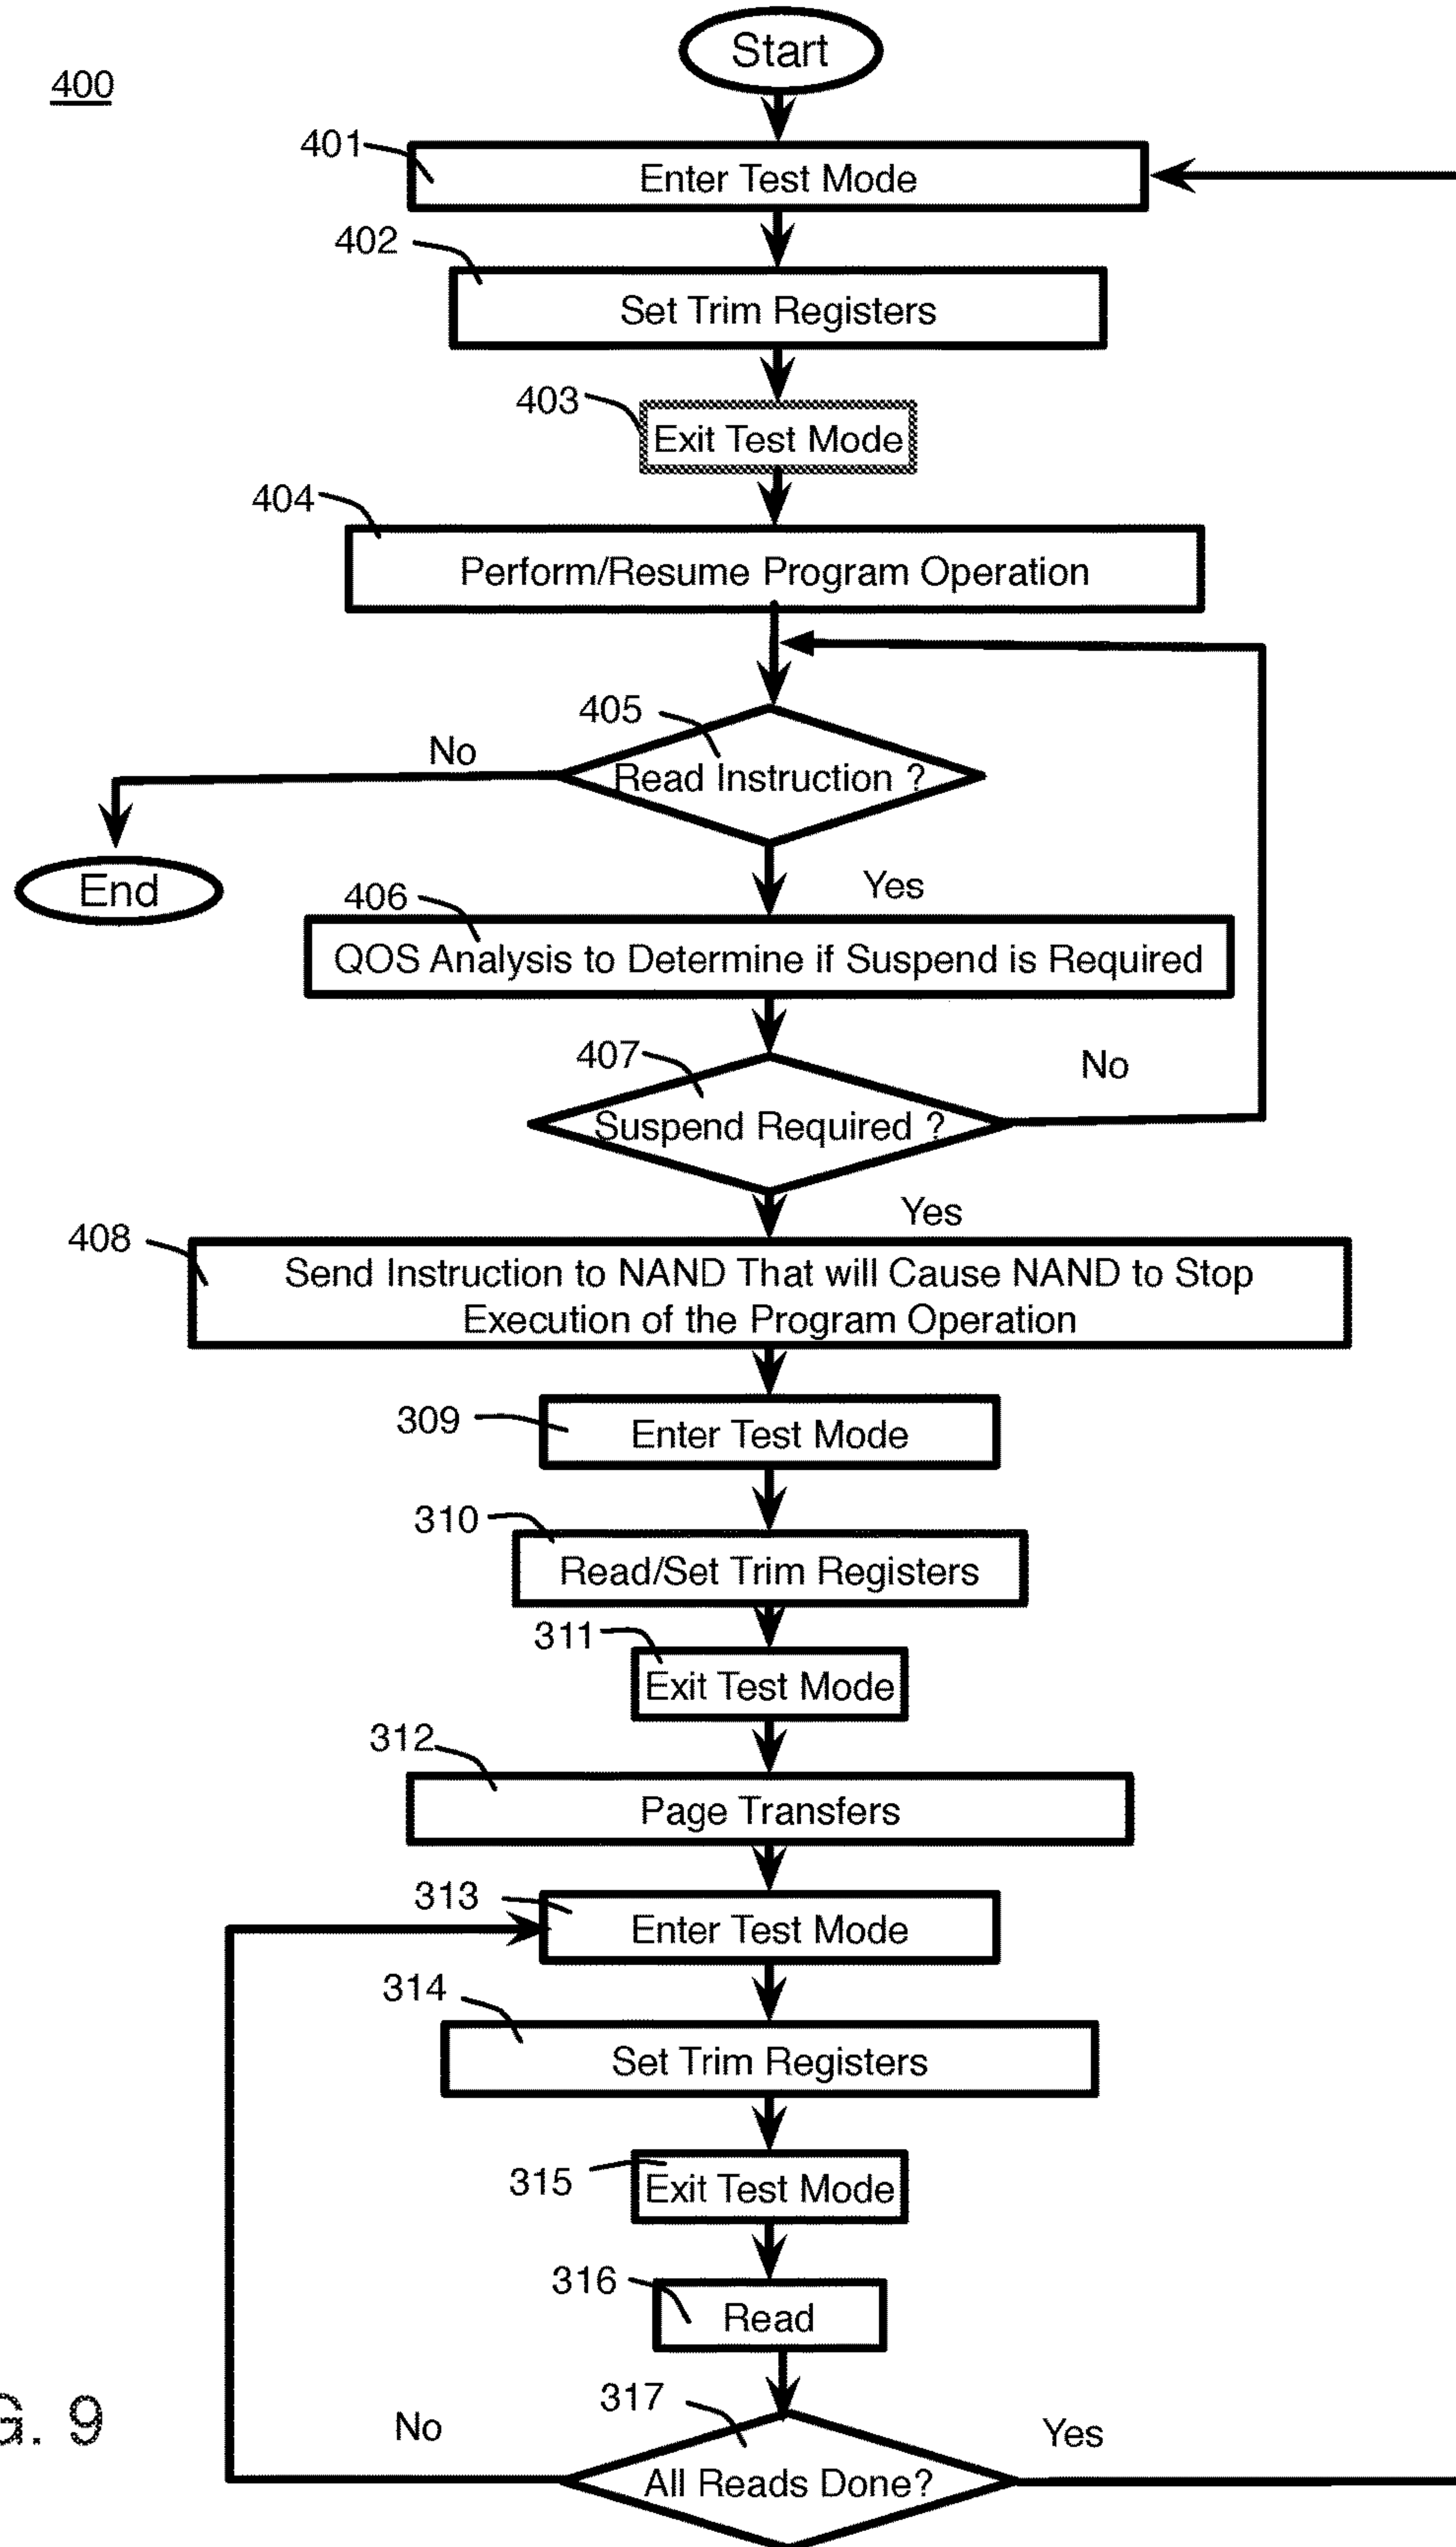 Start
400
401
Enter Test Mode
402
Set Trim Registers
403
Exit Test Mode
404
Perform/Resume Program Operation
405
No
Read Instruction ?
End
Yes
406
QOS Analysis to Determine if Suspend is Required
407
No
Suspend Required ?
Yes
408
Send Instruction to NAND That will Cause NAND to Stop
Execution of the Program Operation
309
Enter Test Mode
310
Read/Set Trim Registers
311
Exit Test Mode
312
Page Transfers
313
Enter Test Mode
314
Set Trim Registers
315
Exit Test Mode
316
Read
317
G. 9
No
Yes
All Reads Done?